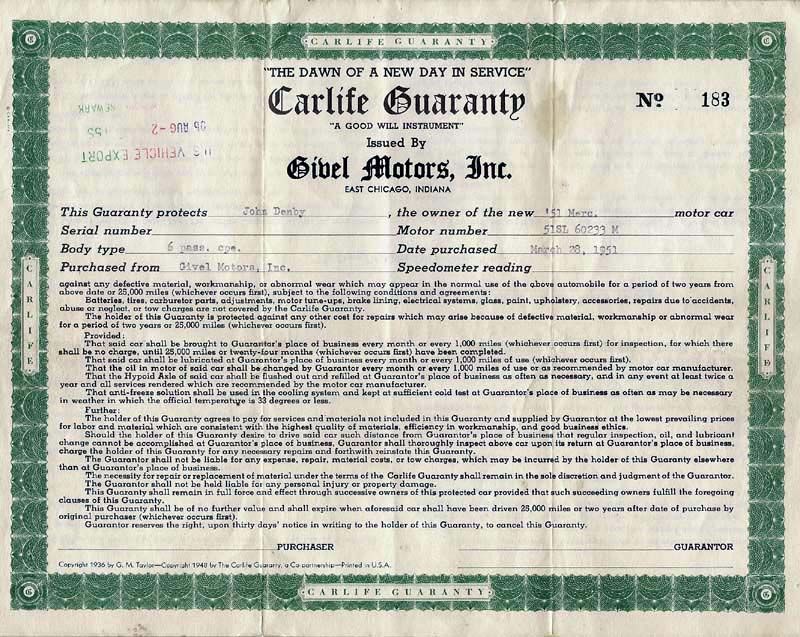 CARLIFE GUARANTY
"THE DAWN OF A NEW DAY IN SERVICE"
Carlife Guaranty
No 183
"A GOOD WILL INSTRUMENT"
Issued By
Givel Motors, Inc.
EAST CHICAGO, INDIANA
NEWARK
'55 AUG-2
U.S. VEHICLE EXPORT
This Guaranty protects John Denby, the owner of the new '51 Merc. motor car
Serial number Motor number 51SL 60233 M
Body type 6 pass. cpe. Date purchased March 28, 1951
Purchased from Givel Motors, Inc. Speedometer reading
against any defective material, workmanship, or abnormal wear which may appear in the normal use of the above automobile for a period of two years from
above date or 25,000 miles (whichever occurs first), subject to the following conditions and agreements:
Batteries, tires, carburetor parts, adjustments, motor tune-ups, brake lining, electrical systems, glass, paint, upholstery, accessories, repairs due to accidents,
abuse or neglect, or tow charges are not covered by the Carlife Guaranty.
The holder of this Guaranty is protected against any other cost for repairs which may arise because of defective material, workmanship or abnormal wear
for a period of two years or 25,000 miles (whichever occurs first).
Provided:
That said car shall be brought to Guarantor's place of business every month or every 1,000 miles (whichever occurs first) for inspection, for which there
shall be no charge, until 25,000 miles or twenty-four months (whichever occurs first) have been completed.
That said car shall be lubricated at Guarantor's place of business every month or every 1,000 miles of use (whichever occurs first).
That the oil in motor of said car shall be changed by Guarantor every month or every 1,000 miles of use or as recommended by motor car manufacturer.
That the Hypoid Axle of said car shall be flushed out and refilled at Guarantor's place of business as often as necessary, and in any event at least twice a
year and all services rendered which are recommended by the motor car manufacturer.
That anti-freeze solution shall be used in the cooling system and kept at sufficient cold test at Guarantor's place of business as often as may be necessary
in weather in which the official temperature is 33 degrees or less.
Further:
The holder of this Guaranty agrees to pay for services and materials not included in this Guaranty and supplied by Guarantor at the lowest prevailing prices
for labor and material which are consistent with the highest quality of materials, efficiency in workmanship, and good business ethics.
Should the holder of this Guaranty desire to drive said car such distance from Guarantor's place of business that regular inspection, oil, and lubricant
change cannot be accomplished at Guarantor's place of business, Guarantor shall thoroughly inspect above car upon its return at Guarantor's place of business,
charge the holder of this Guaranty for any necessary repairs and forthwith reinstate this Guaranty.
The Guarantor shall not be liable for any expense, repair, material costs, or tow charges, which may be incurred by the holder of this Guaranty elsewhere
than at Guarantor's place of business.
The necessity for repair or replacement of material under the terms of the Carlife Guaranty shall remain in the sole discretion and judgment of the Guarantor.
The Guarantor shall not be held liable for any personal injury or property damage.
This Guaranty shall remain in full force and effect through successive owners of this protected car provided that such succeeding owners fulfill the foregoing
clauses of this Guaranty.
This Guaranty shall be of no further value and shall expire when aforesaid car shall have been driven 25,000 miles or two years after date of purchase by
original purchaser (whichever occurs first).
Guarantor reserves the right, upon thirty days' notice in writing to the holder of this Guaranty, to cancel this Guaranty.
PURCHASER GUARANTOR
Copyright 1936 by G. M. Taylor—Copyright 1948 by The Carlife Guaranty, a Co-partnership—Printed in U.S.A.
CARLIFE GUARANTY
CARLIFE
CARLIFE